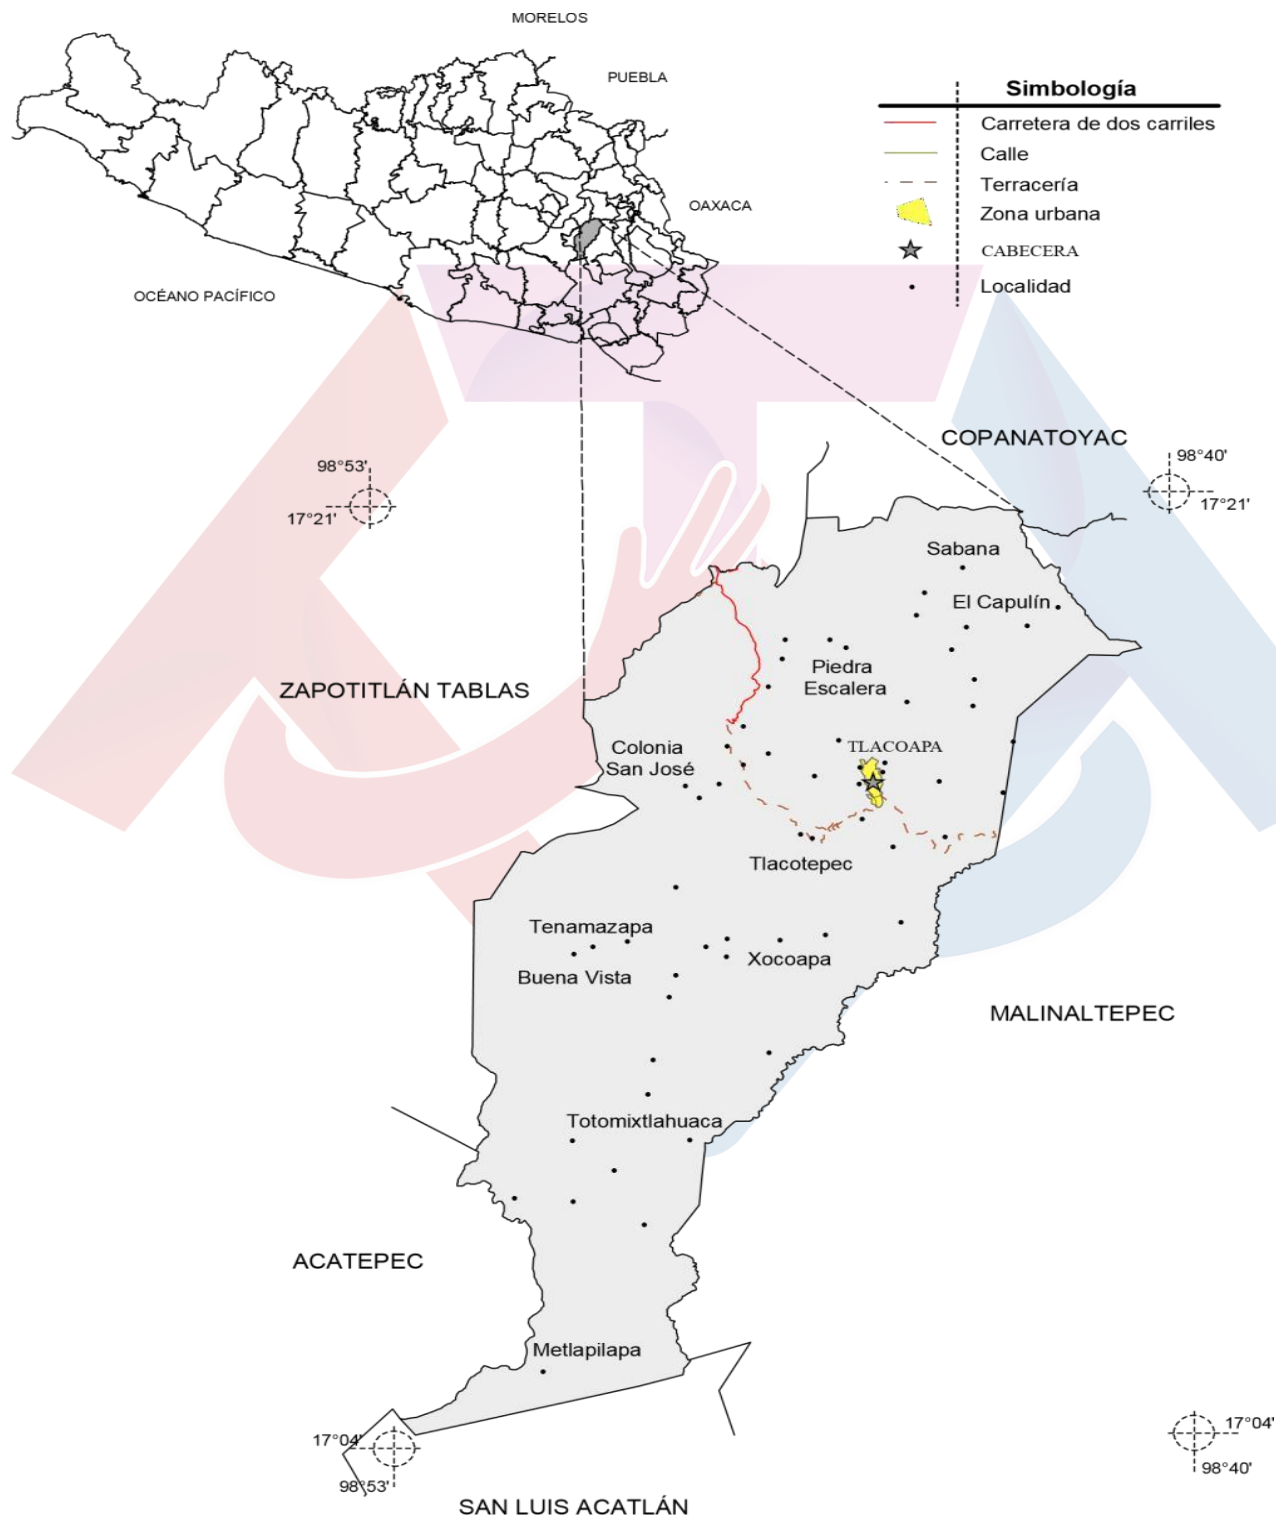 MORELOS
PUEBLA
OAXACA
OCÉANO PACÍFICO
Simbología
Carretera de dos carriles
Calle
Terracería
Zona urbana
CABECERA
Localidad
COPANATOYAC
98°53'
17°21'
98°40'
17°21'
Sabana
El Capulín
Piedra
Escalera
ZAPOTITLÁN TABLAS
Colonia
San José
TLACOAPA
Tlacotepec
Tenamazapa
Xocoapa
Buena Vista
MALINALTEPEC
Totomixtlahuaca
ACATEPEC
Metlapilapa
17°04'
98°53'
17°04'
98°40'
SAN LUIS ACATLÁN